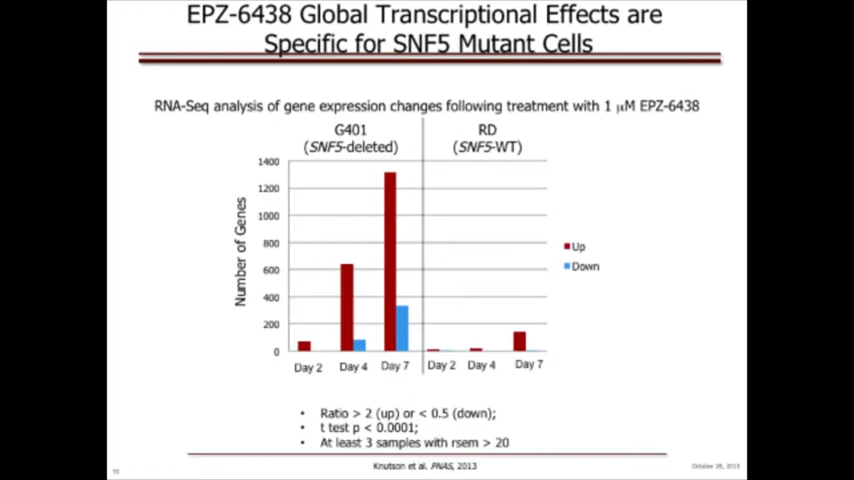 EPZ-6438 Global Transcriptional Effects are
Specific for SNF5 Mutant Cells
RNA-Seq analysis of gene expression changes following treatment with 1 μM EPZ-6438
G401
(SNF5-deleted)
RD
(SNF5-WT)
1400
1200
1000
800
600
400
200
0
Number of Genes
Day 2
Day 4
Day 7
Day 2
Day 4
Day 7
Up
Down
• Ratio > 2 (up) or < 0.5 (down);
• t test p < 0.0001;
• At least 3 samples with rsem > 20
Knutson et al. PNAS, 2013